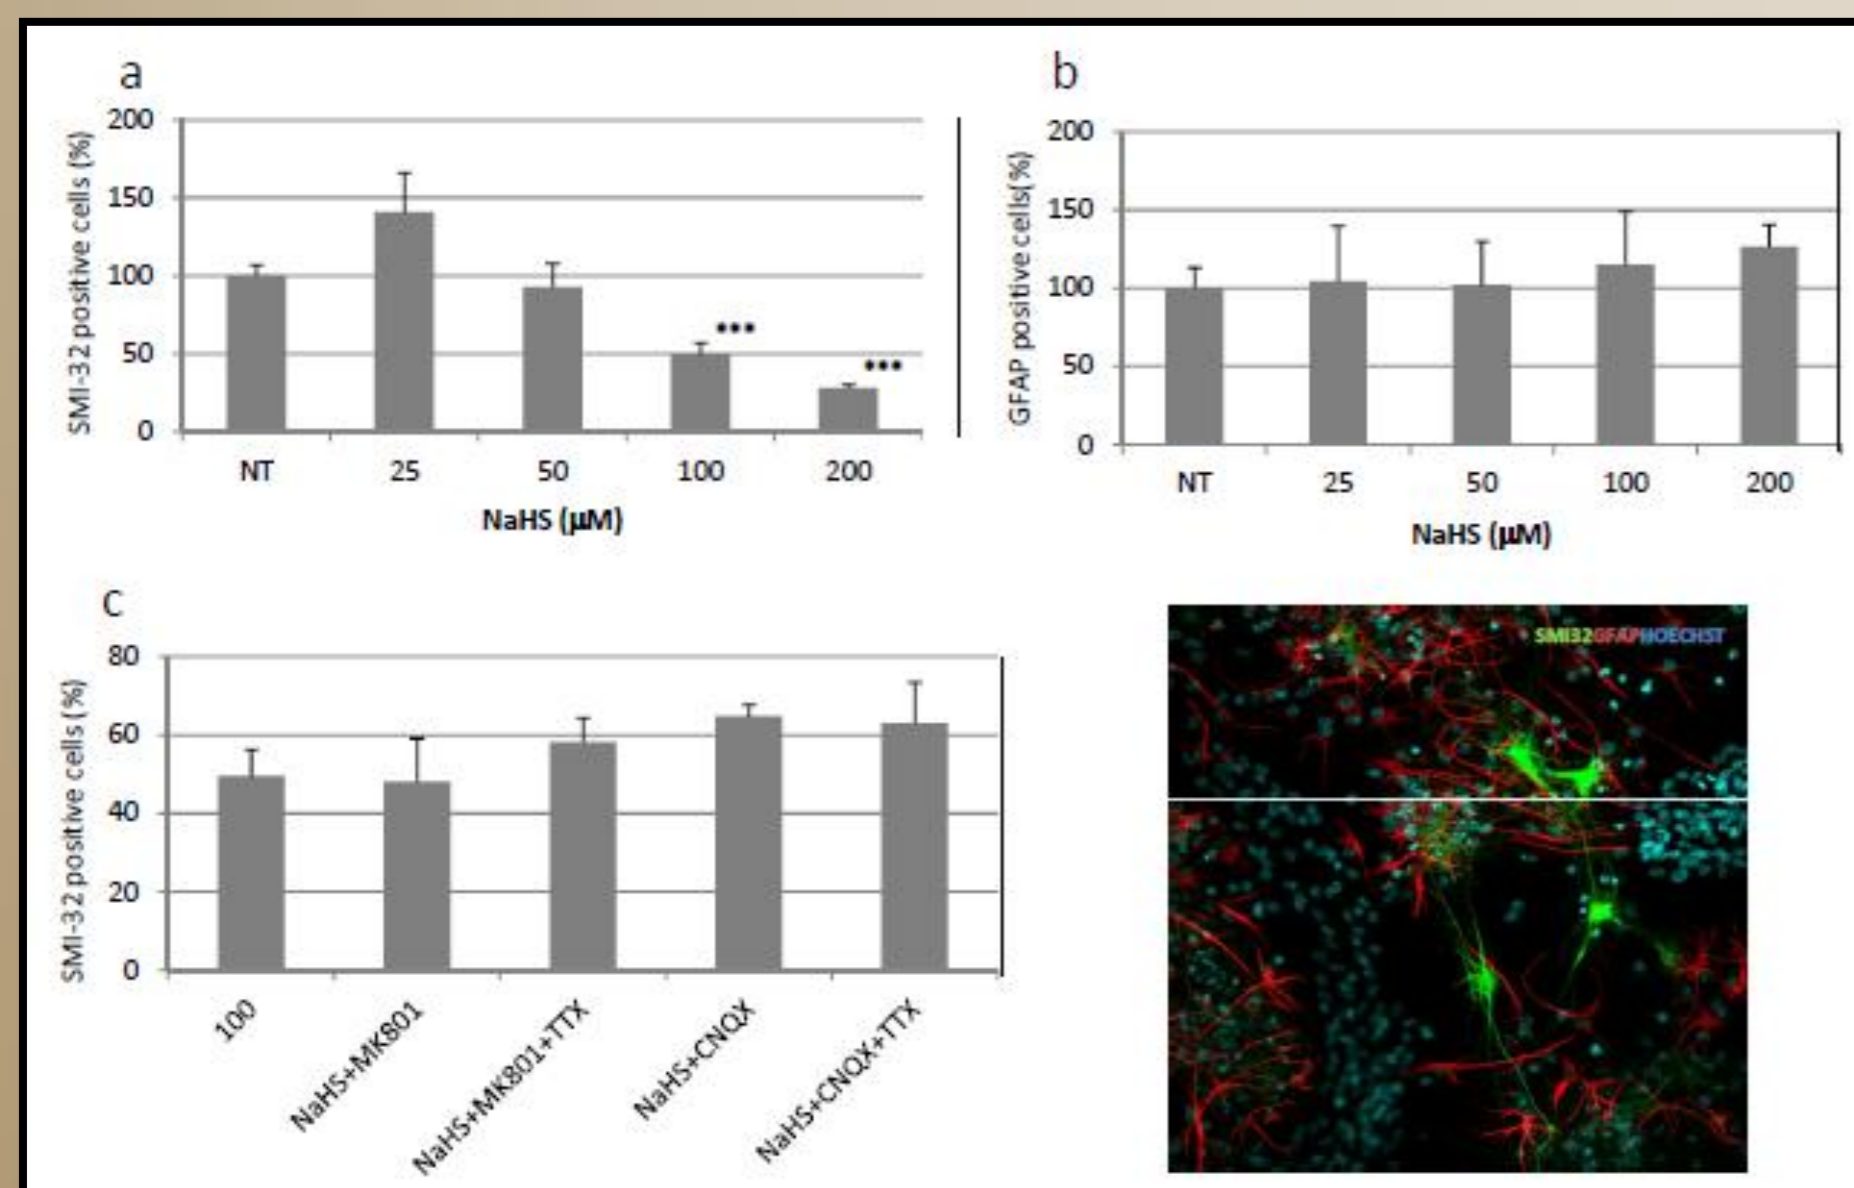 a
SMI-32 positive cells (%)
200
150
100
50
0
•••
•••
NT 25 50 100 200
NaHS (μM)
b
GFAP positive cells(%)
200
150
100
50
0
NT 25 50 100 200
NaHS (μM)
c
SMI-32 positive cells (%)
80
60
40
20
0
100
NaHS+MK801
NaHS+MK801+TTX
NaHS+CNQX
NaHS+CNQX+TTX
SMI32GFAPHOECHST